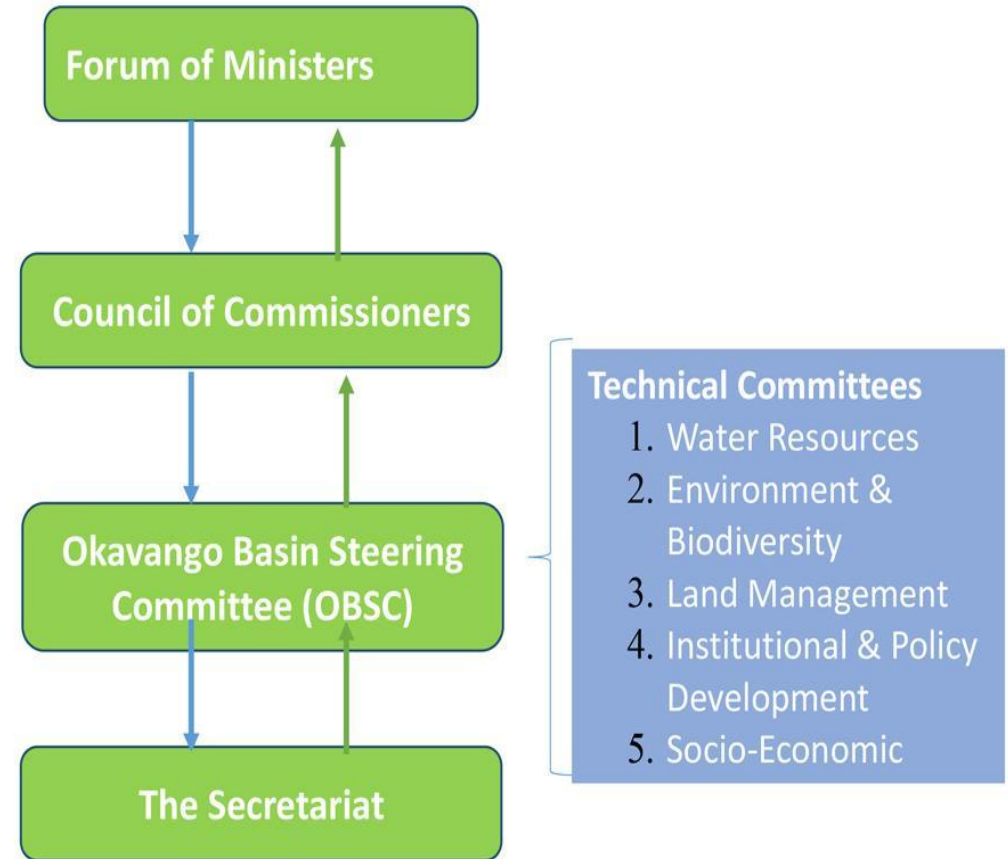 Forum of Ministers
Council of Commissioners
Okavango Basin Steering
Committee (OBSC)
The Secretariat
Technical Committees
1. Water Resources
2. Environment &
Biodiversity
3. Land Management
4. Institutional & Policy
Development
5. Socio-Economic